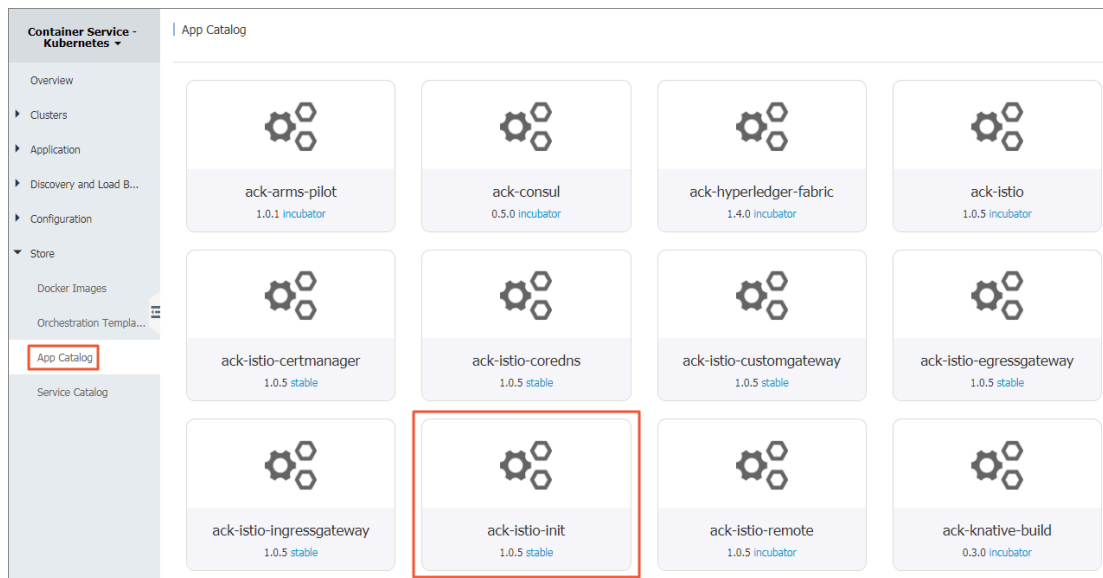 Container Service -
Kubernetes
Overview
Clusters
Application
Discovery and Load B...
Configuration
Store
Docker Images
Orchestration Templa...
App Catalog
Service Catalog
App Catalog
ack-arms-pilot
1.0.1 incubator
ack-consul
0.5.0 incubator
ack-hyperledger-fabric
1.4.0 incubator
ack-istio
1.0.5 incubator
ack-istio-certmanager
1.0.5 stable
ack-istio-coredns
1.0.5 stable
ack-istio-customgateway
1.0.5 stable
ack-istio-egressgateway
1.0.5 stable
ack-istio-ingressgateway
1.0.5 stable
ack-istio-init
1.0.5 stable
ack-istio-remote
1.0.5 incubator
ack-knative-build
0.3.0 incubator